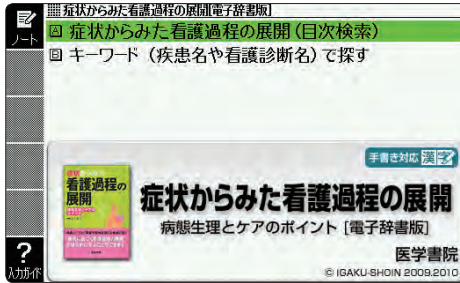 症状からみた看護過程の展開[電子辞書版]
ノート
A 症状からみた看護過程の展開(目次検索)
B キーワード(疾患名や看護診断名)で探す
手書き対応 漢字
看護過程の
展開
症状からみた看護過程の展開
病態生理とケアのポイント [電子辞書版]
医学書院
© IGAKU-SHOIN 2009.2010
?
入力ガイド